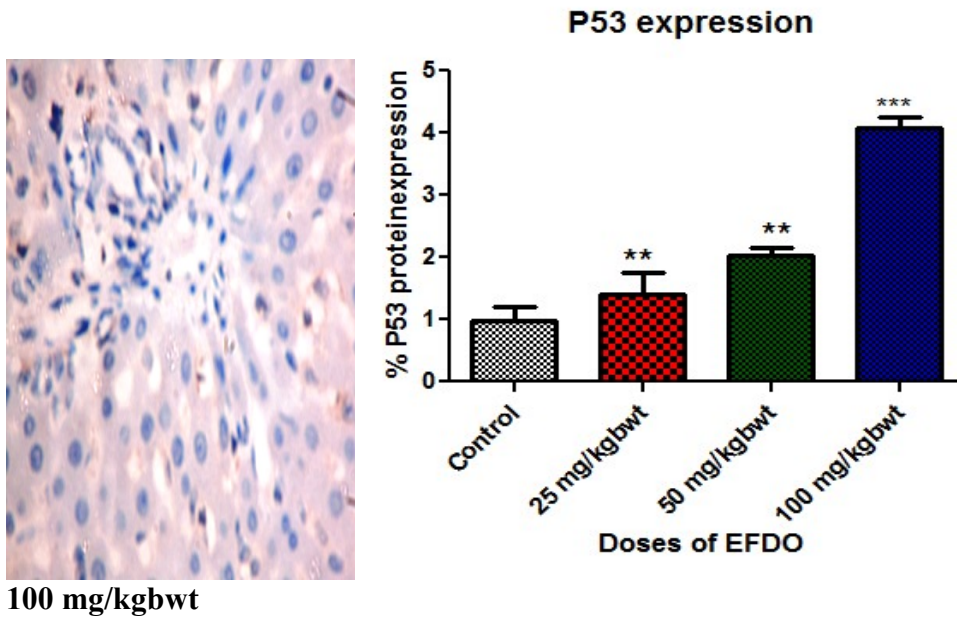 P53 expression
% P53 proteinexpression
5
4
3
2
1
0
**
**
***
Control
25 mg/kgbwt
50 mg/kgbwt
100 mg/kgbwt
Doses of EFDO
100 mg/kgbwt